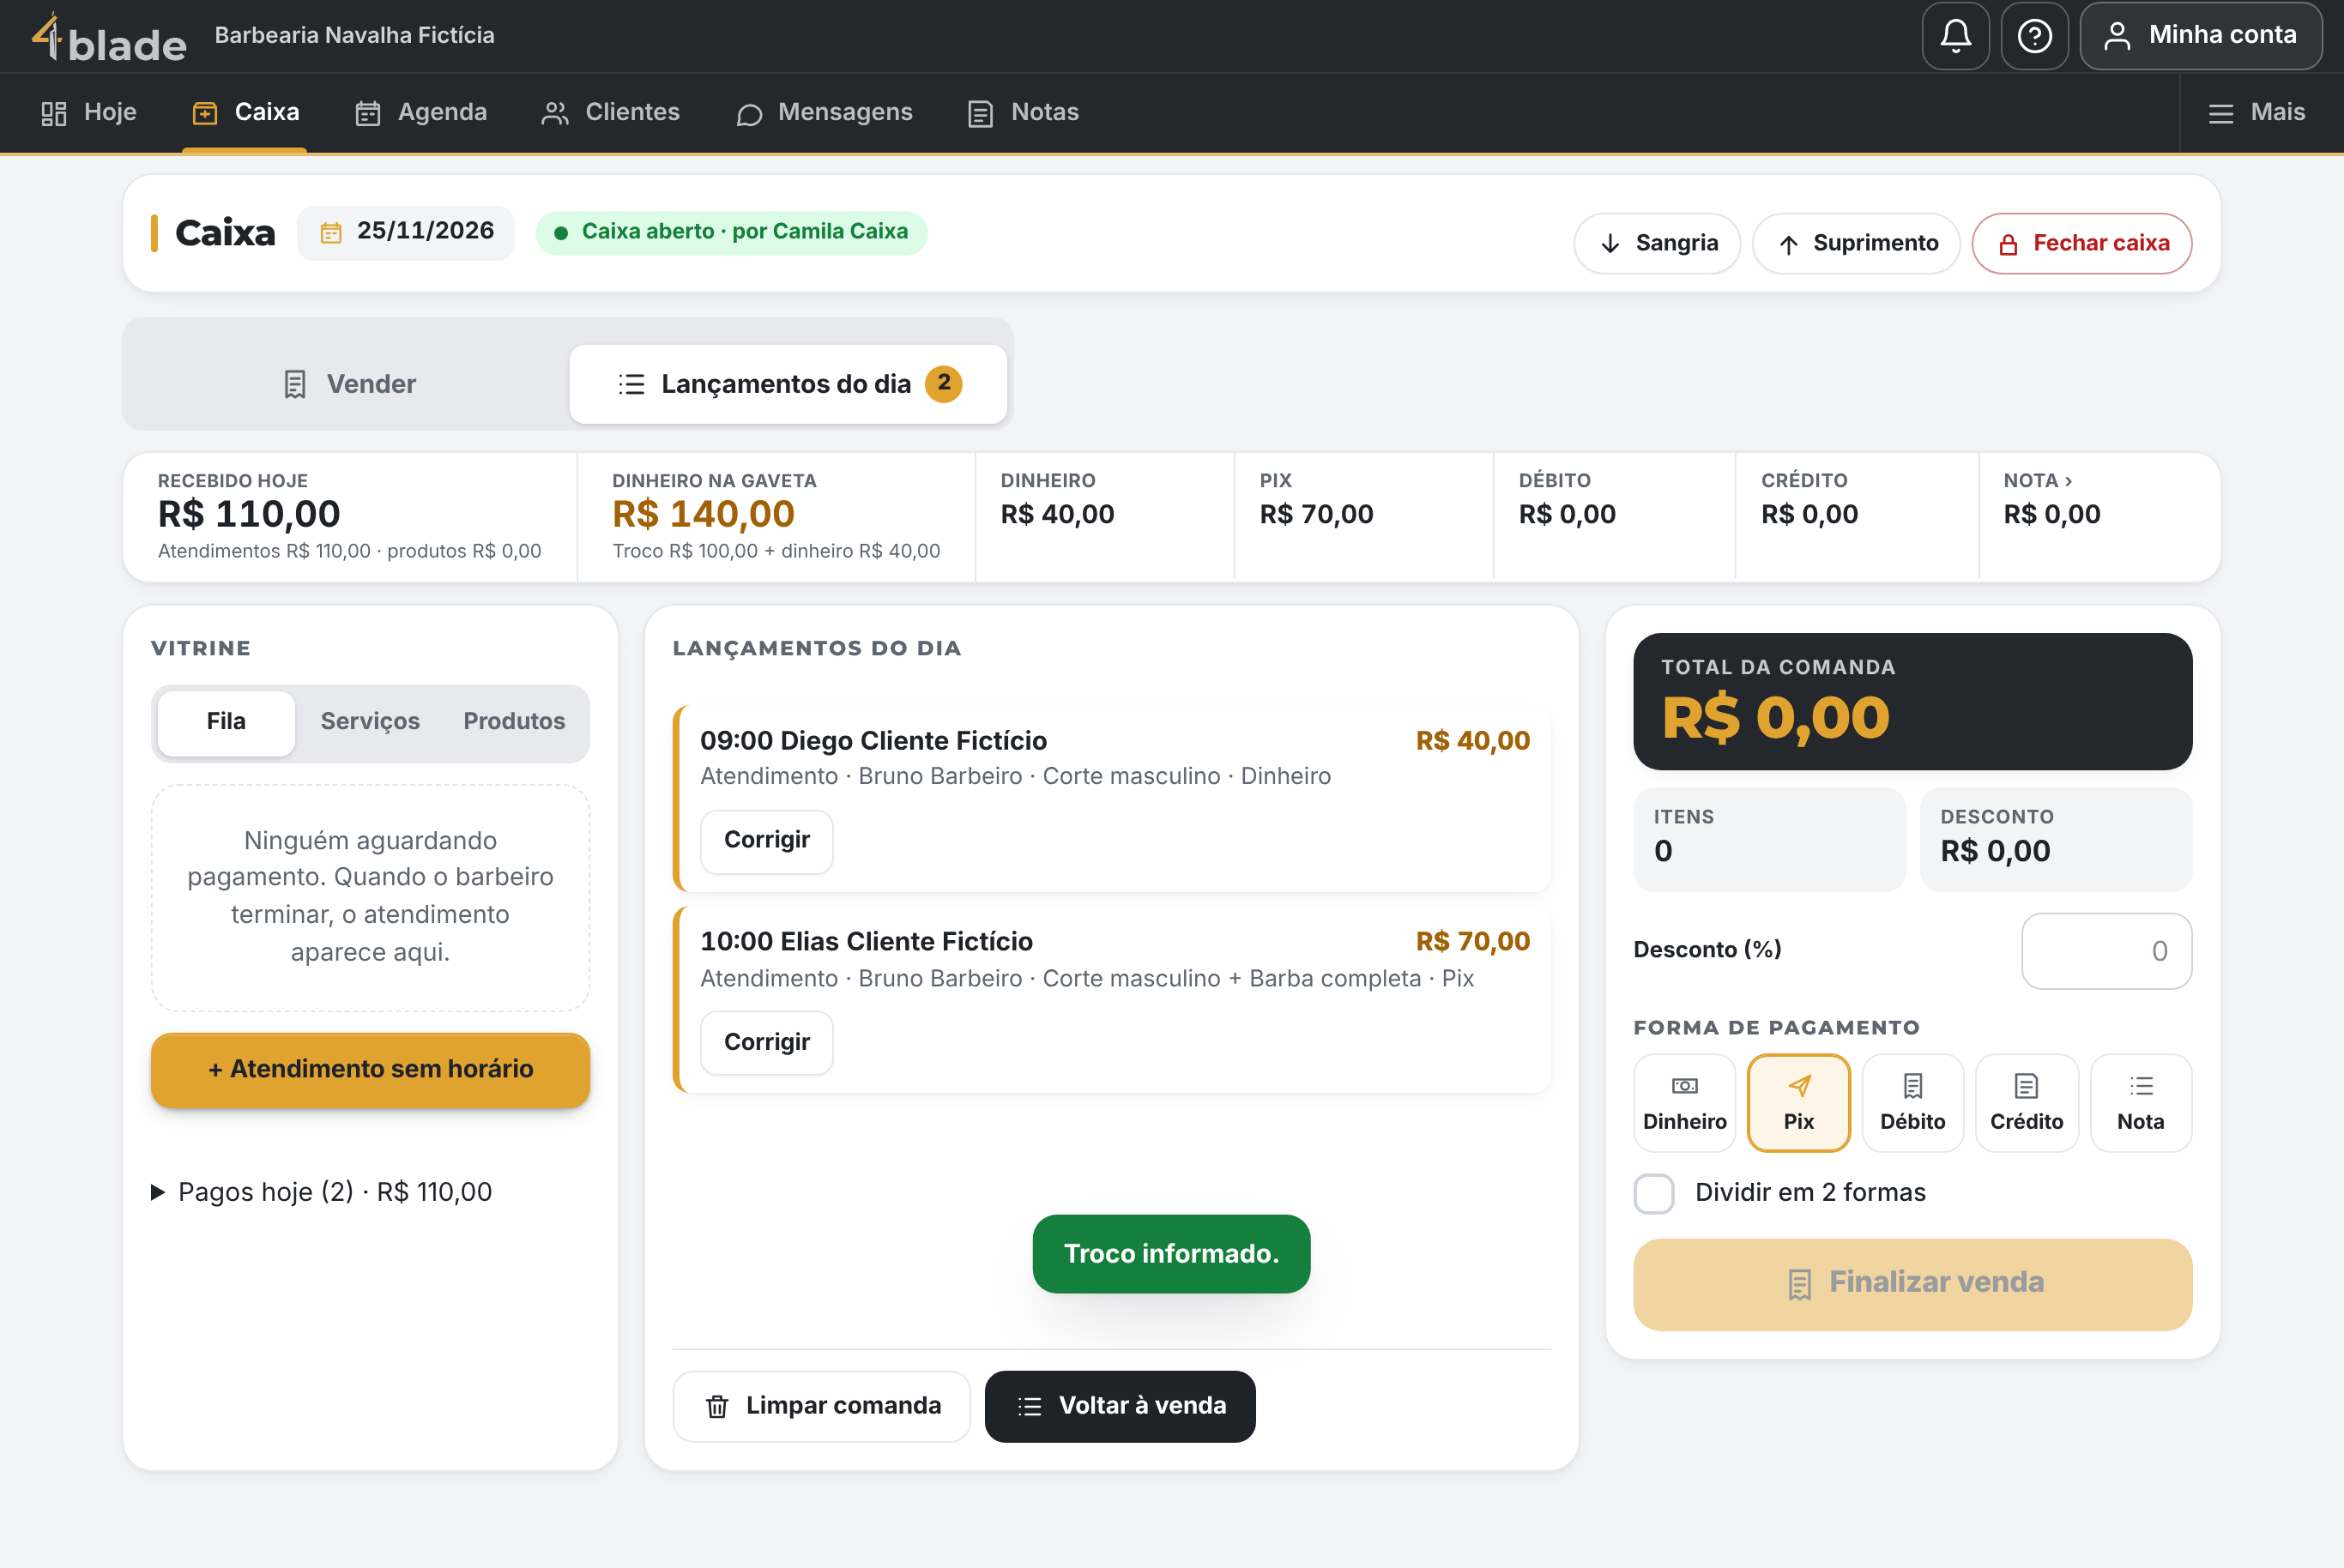 4blade
Barbearia Navalha Fictícia
Minha conta
Hoje
Caixa
Agenda
Clientes
Mensagens
Notas
Mais
Caixa
25/11/2026
Caixa aberto · por Camila Caixa
Sangria
Suprimento
Fechar caixa
Vender
Lançamentos do dia
2
RECEBIDO HOJE
R$ 110,00
Atendimentos R$ 110,00 · produtos R$ 0,00
DINHEIRO NA GAVETA
R$ 140,00
Troco R$ 100,00 + dinheiro R$ 40,00
DINHEIRO
R$ 40,00
PIX
R$ 70,00
DÉBITO
R$ 0,00
CRÉDITO
R$ 0,00
NOTA ›
R$ 0,00
VITRINE
Fila
Serviços
Produtos
Ninguém aguardando
pagamento. Quando o barbeiro
terminar, o atendimento
aparece aqui.
+ Atendimento sem horário
Pagos hoje (2) · R$ 110,00
LANÇAMENTOS DO DIA
09:00 Diego Cliente Fictício
R$ 40,00
Atendimento · Bruno Barbeiro · Corte masculino · Dinheiro
Corrigir
10:00 Elias Cliente Fictício
R$ 70,00
Atendimento · Bruno Barbeiro · Corte masculino + Barba completa · Pix
Corrigir
Troco informado.
Limpar comanda
Voltar à venda
TOTAL DA COMANDA
R$ 0,00
ITENS
0
DESCONTO
R$ 0,00
Desconto (%)
0
FORMA DE PAGAMENTO
Dinheiro
Pix
Débito
Crédito
Nota
Dividir em 2 formas
Finalizar venda